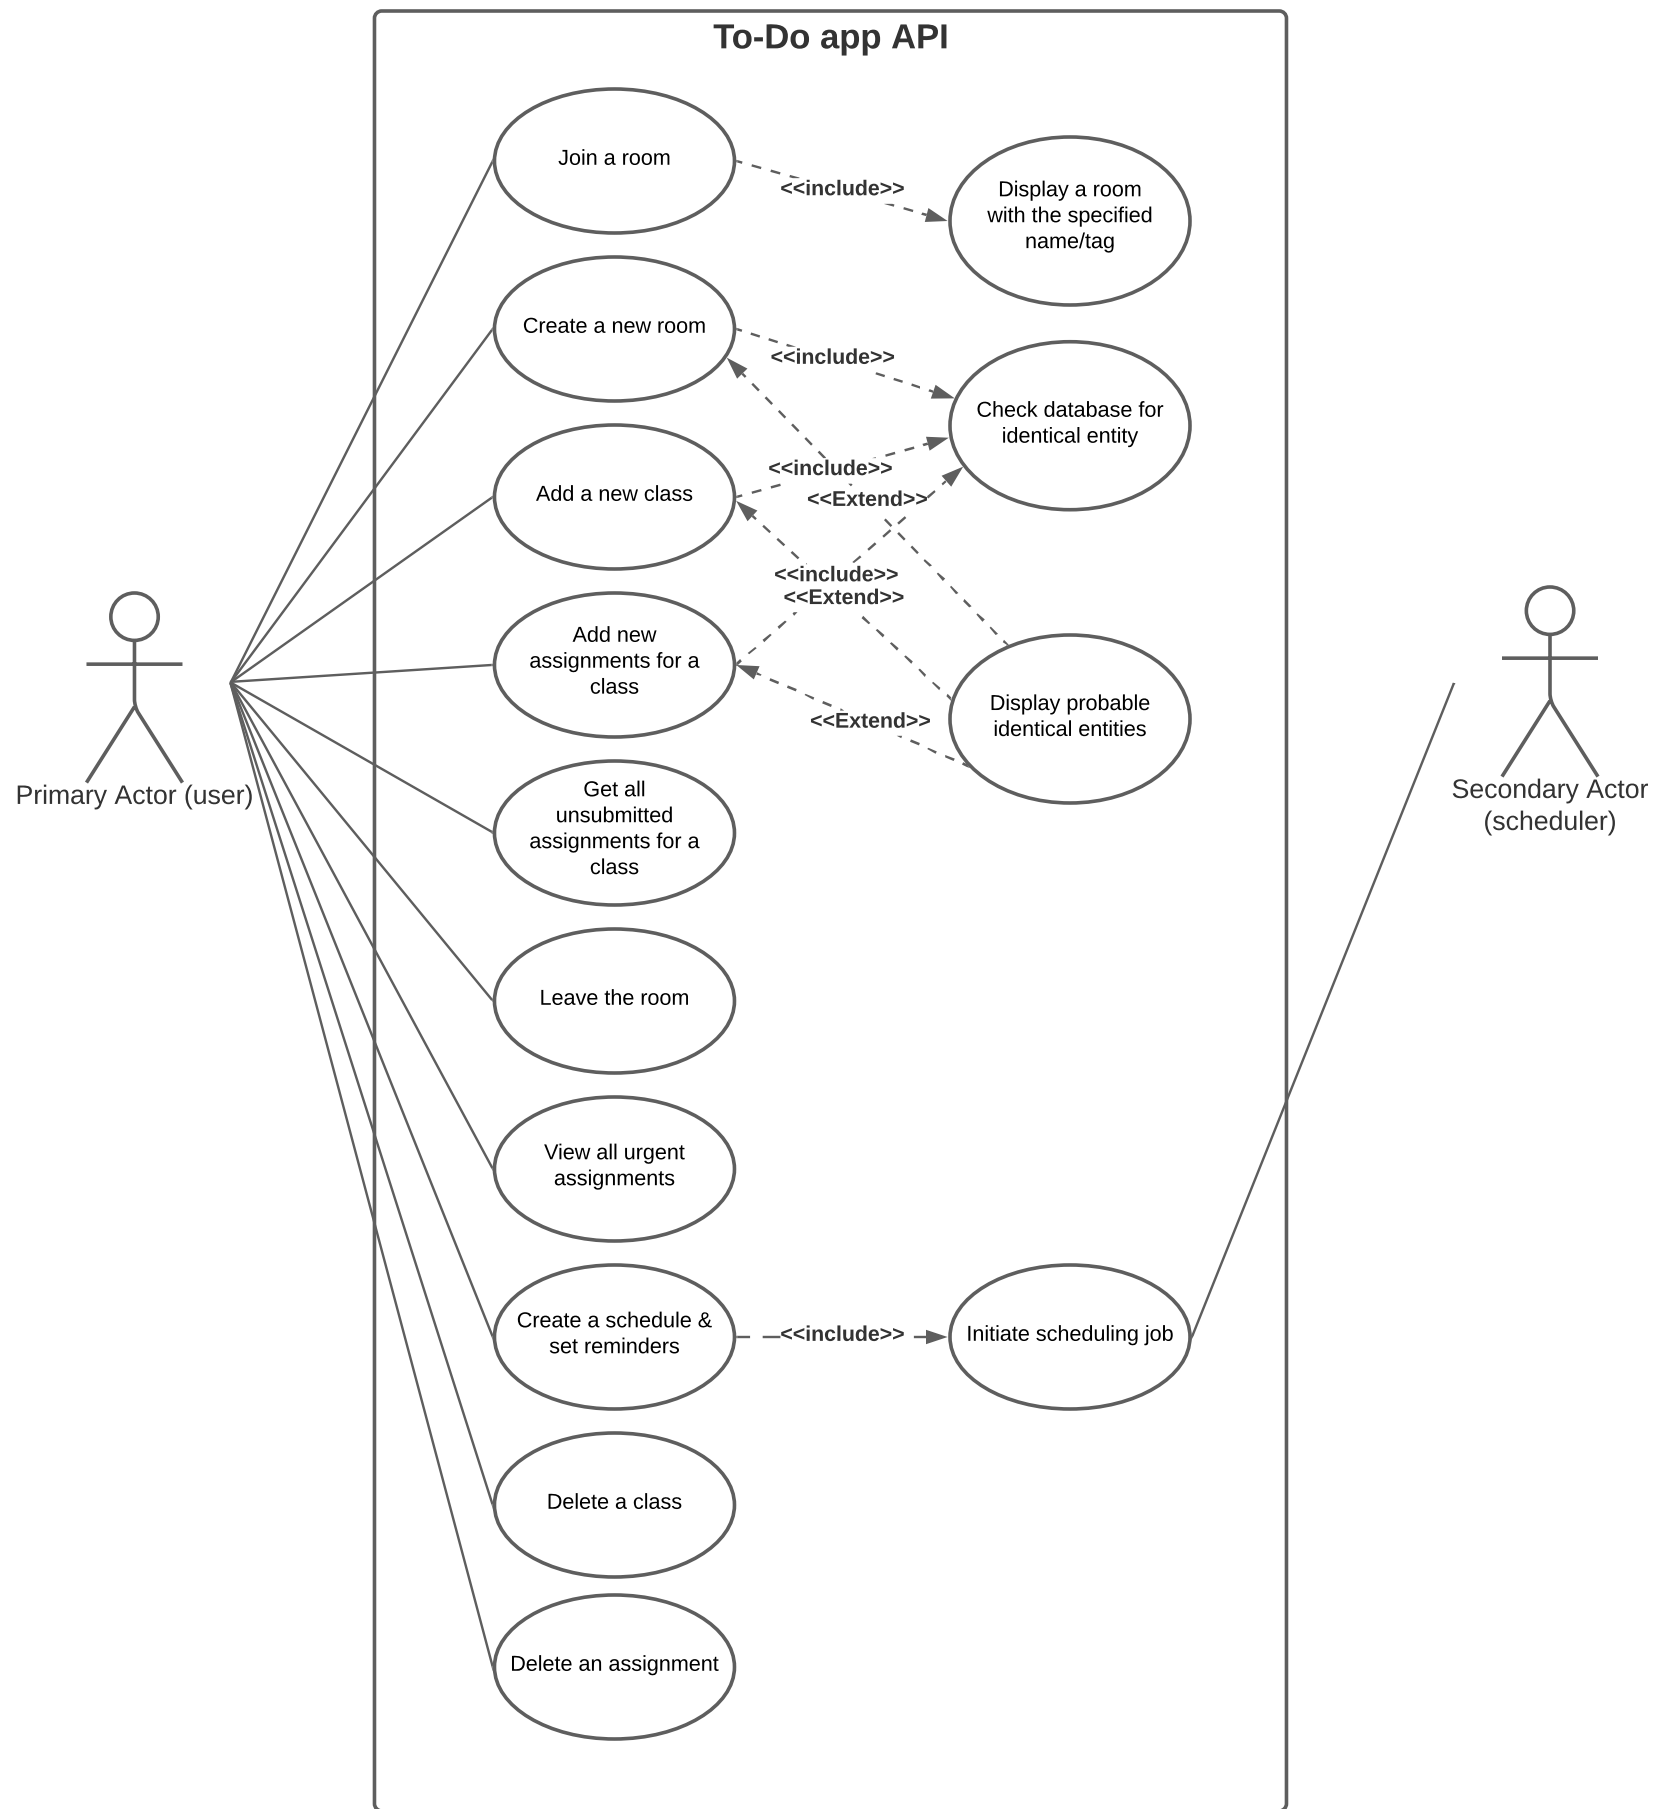 To-Do app API
Join a room
<<include>>
Display a room
with the specified
name/tag
Create a new room
<<include>>
Check database for
identical entity
Add a new class
<<include>>
<<Extend>>
<<include>>
<<Extend>>
Add new
assignments for a
class
<<Extend>>
Display probable
identical entities
Primary Actor (user)
Secondary Actor
(scheduler)
Get all
unsubmitted
assignments for a
class
Leave the room
View all urgent
assignments
Create a schedule &
set reminders
<<include>>
Initiate scheduling job
Delete a class
Delete an assignment